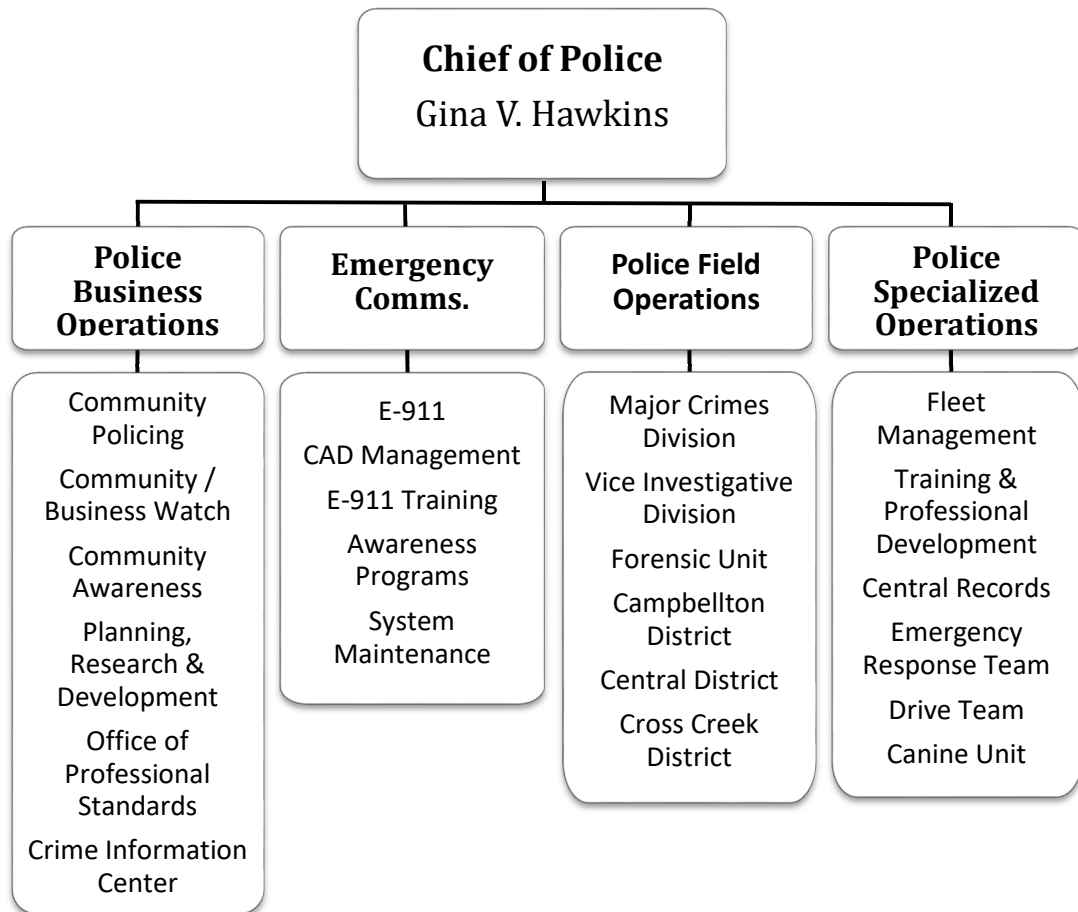 Chief of Police
Gina V. Hawkins
Police
Business
Operations
Emergency
Comms.
Police Field
Operations
Police
Specialized
Operations
Community
Policing
Community /
Business Watch
Community
Awareness
Planning,
Research &
Development
Office of
Professional
Standards
Crime Information
Center
E-911
CAD Management
E-911 Training
Awareness
Programs
System
Maintenance
Major Crimes
Division
Vice Investigative
Division
Forensic Unit
Campbellton
District
Central District
Cross Creek
District
Fleet
Management
Training &
Professional
Development
Central Records
Emergency
Response Team
Drive Team
Canine Unit